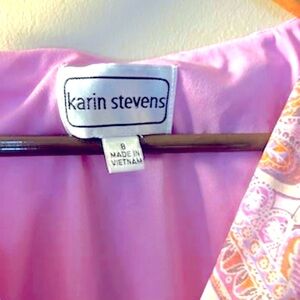 karin stevens
8
MADE IN
VIETNAM